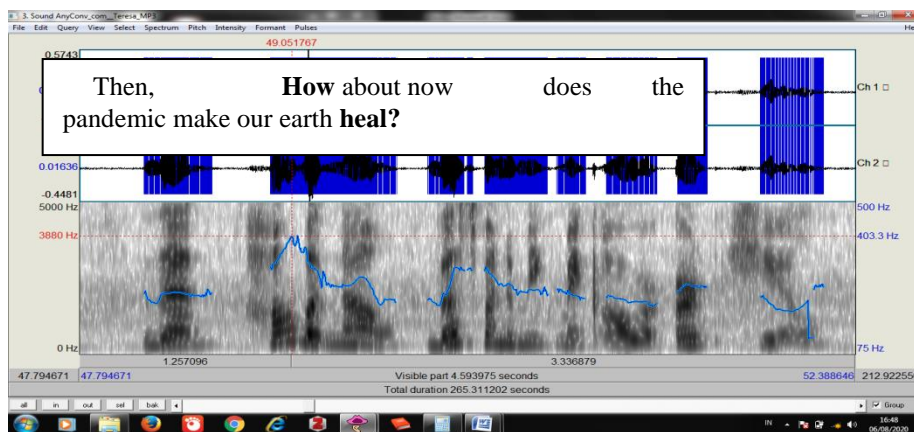 3. Sound AnyConv_com__Teresa_MP3
File Edit Query View Select Spectrum Pitch Intensity Formant Pulses He
49.051767
0.5743
Then, How about now does the
pandemic make our earth heal?
Ch 1
0.01636
Ch 2
-0.4481
5000 Hz 500 Hz
3880 Hz 403.3 Hz
0 Hz 75 Hz
1.257096 3.336879
47.794671 47.794671 Visible part 4.593975 seconds 52.388646 212.92255
Total duration 265.311202 seconds
all in out sel bak Group
IN 16:48
06/08/2020